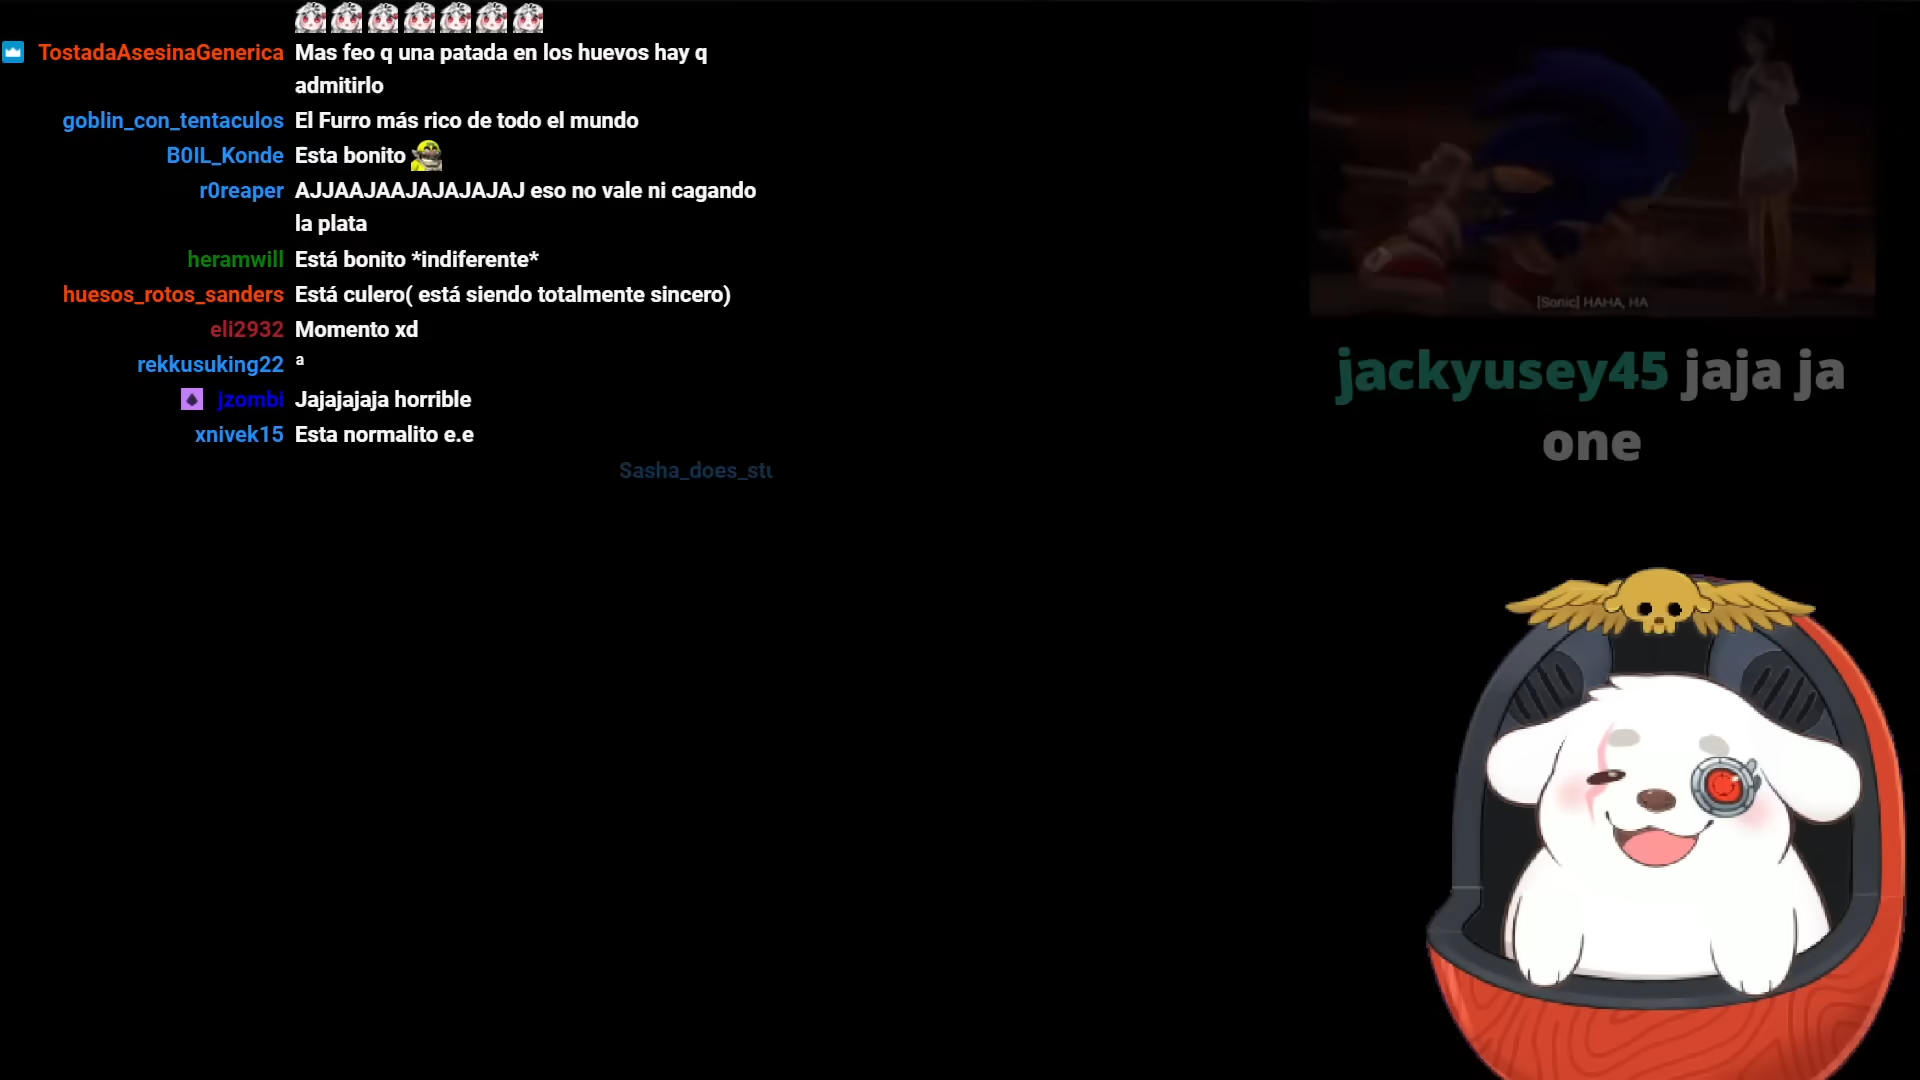 TostadaAsesinaGenerica Mas feo q una patada en los huevos hay q
admitirlo
goblin_con_tentaculos El Furro más rico de todo el mundo
B0IL_Konde Esta bonito
r0reaper AJJAAJAAJAJAJAJAJ eso no vale ni cagando
la plata
heramwill Está bonito *indiferente*
huesos_rotos_sanders Está culero( está siendo totalmente sincero)
eli2932 Momento xd
rekkusuking22 ª
jzombi Jajajajaja horrible
xnivek15 Esta normalito e.e
Sasha_does_stu
[Sonic] HAHA, HA
jackyusey45 jaja ja
one